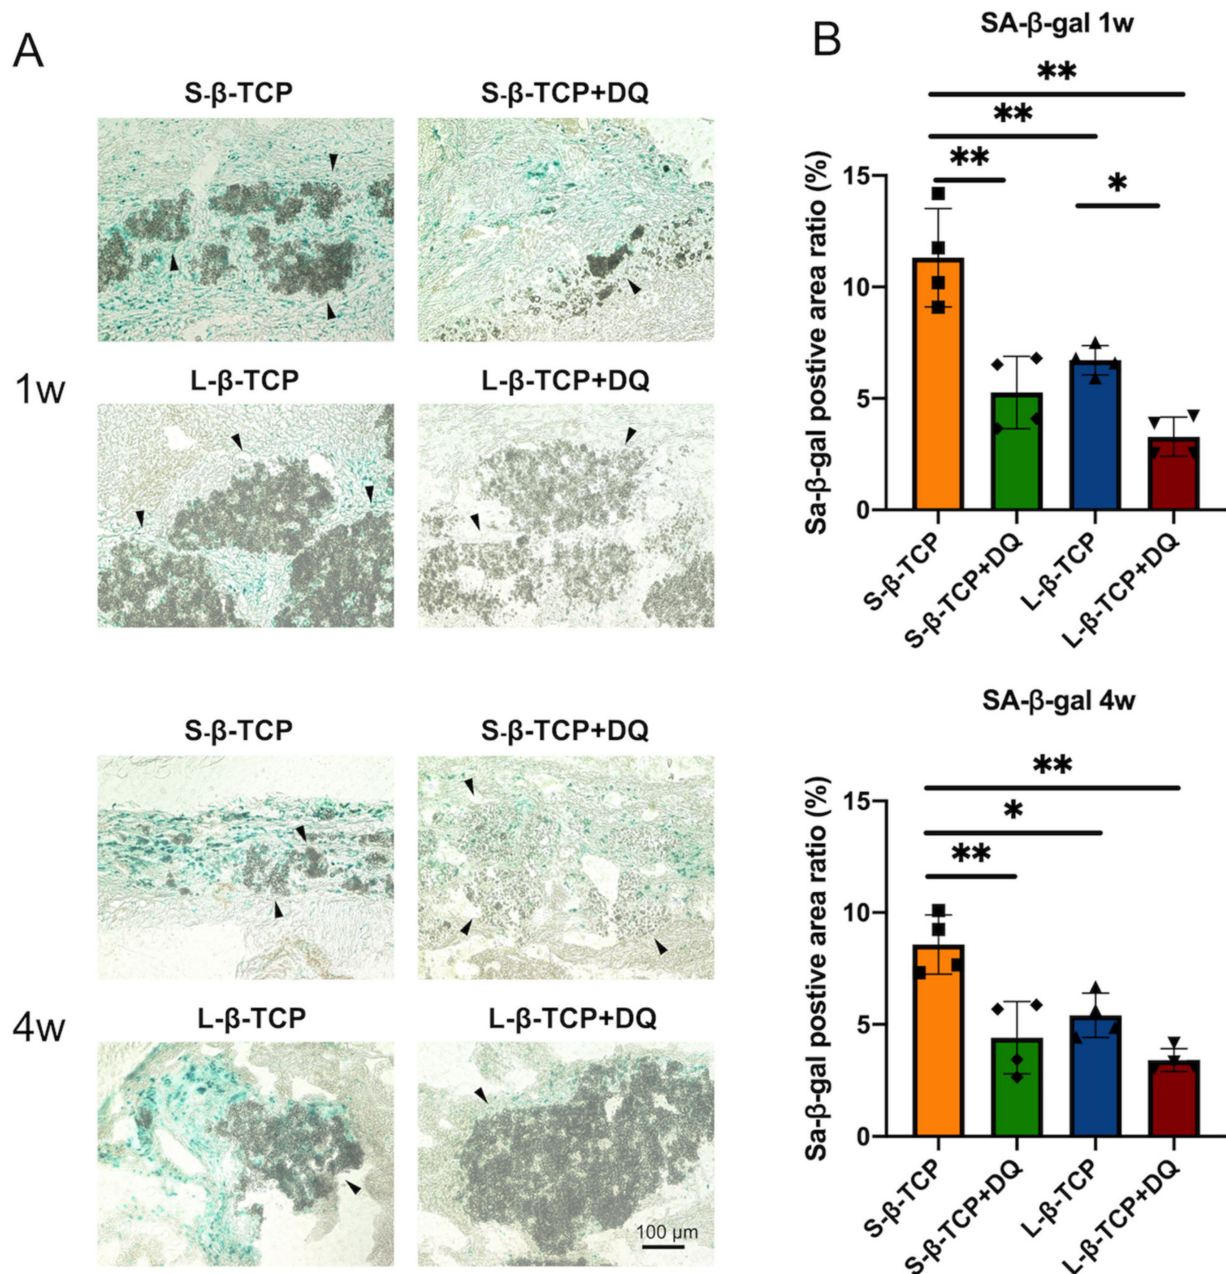 A
S-β-TCP
S-β-TCP+DQ
1w
L-β-TCP
L-β-TCP+DQ
S-β-TCP
S-β-TCP+DQ
4w
L-β-TCP
L-β-TCP+DQ
100 μm
B
SA-β-gal 1w
**
**
**
*
Sa-β-gal postive area ratio (%)
15
10
5
0
S-β-TCP
S-β-TCP+DQ
L-β-TCP
L-β-TCP+DQ
SA-β-gal 4w
**
*
**
Sa-β-gal postive area ratio (%)
15
10
5
0
S-β-TCP
S-β-TCP+DQ
L-β-TCP
L-β-TCP+DQ